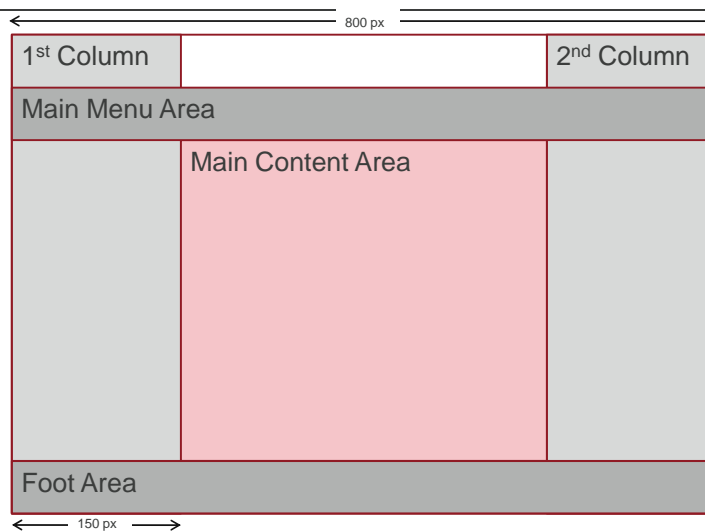 800 px
1st Column
2nd Column
Main Menu Area
Main Content Area
Foot Area
150 px